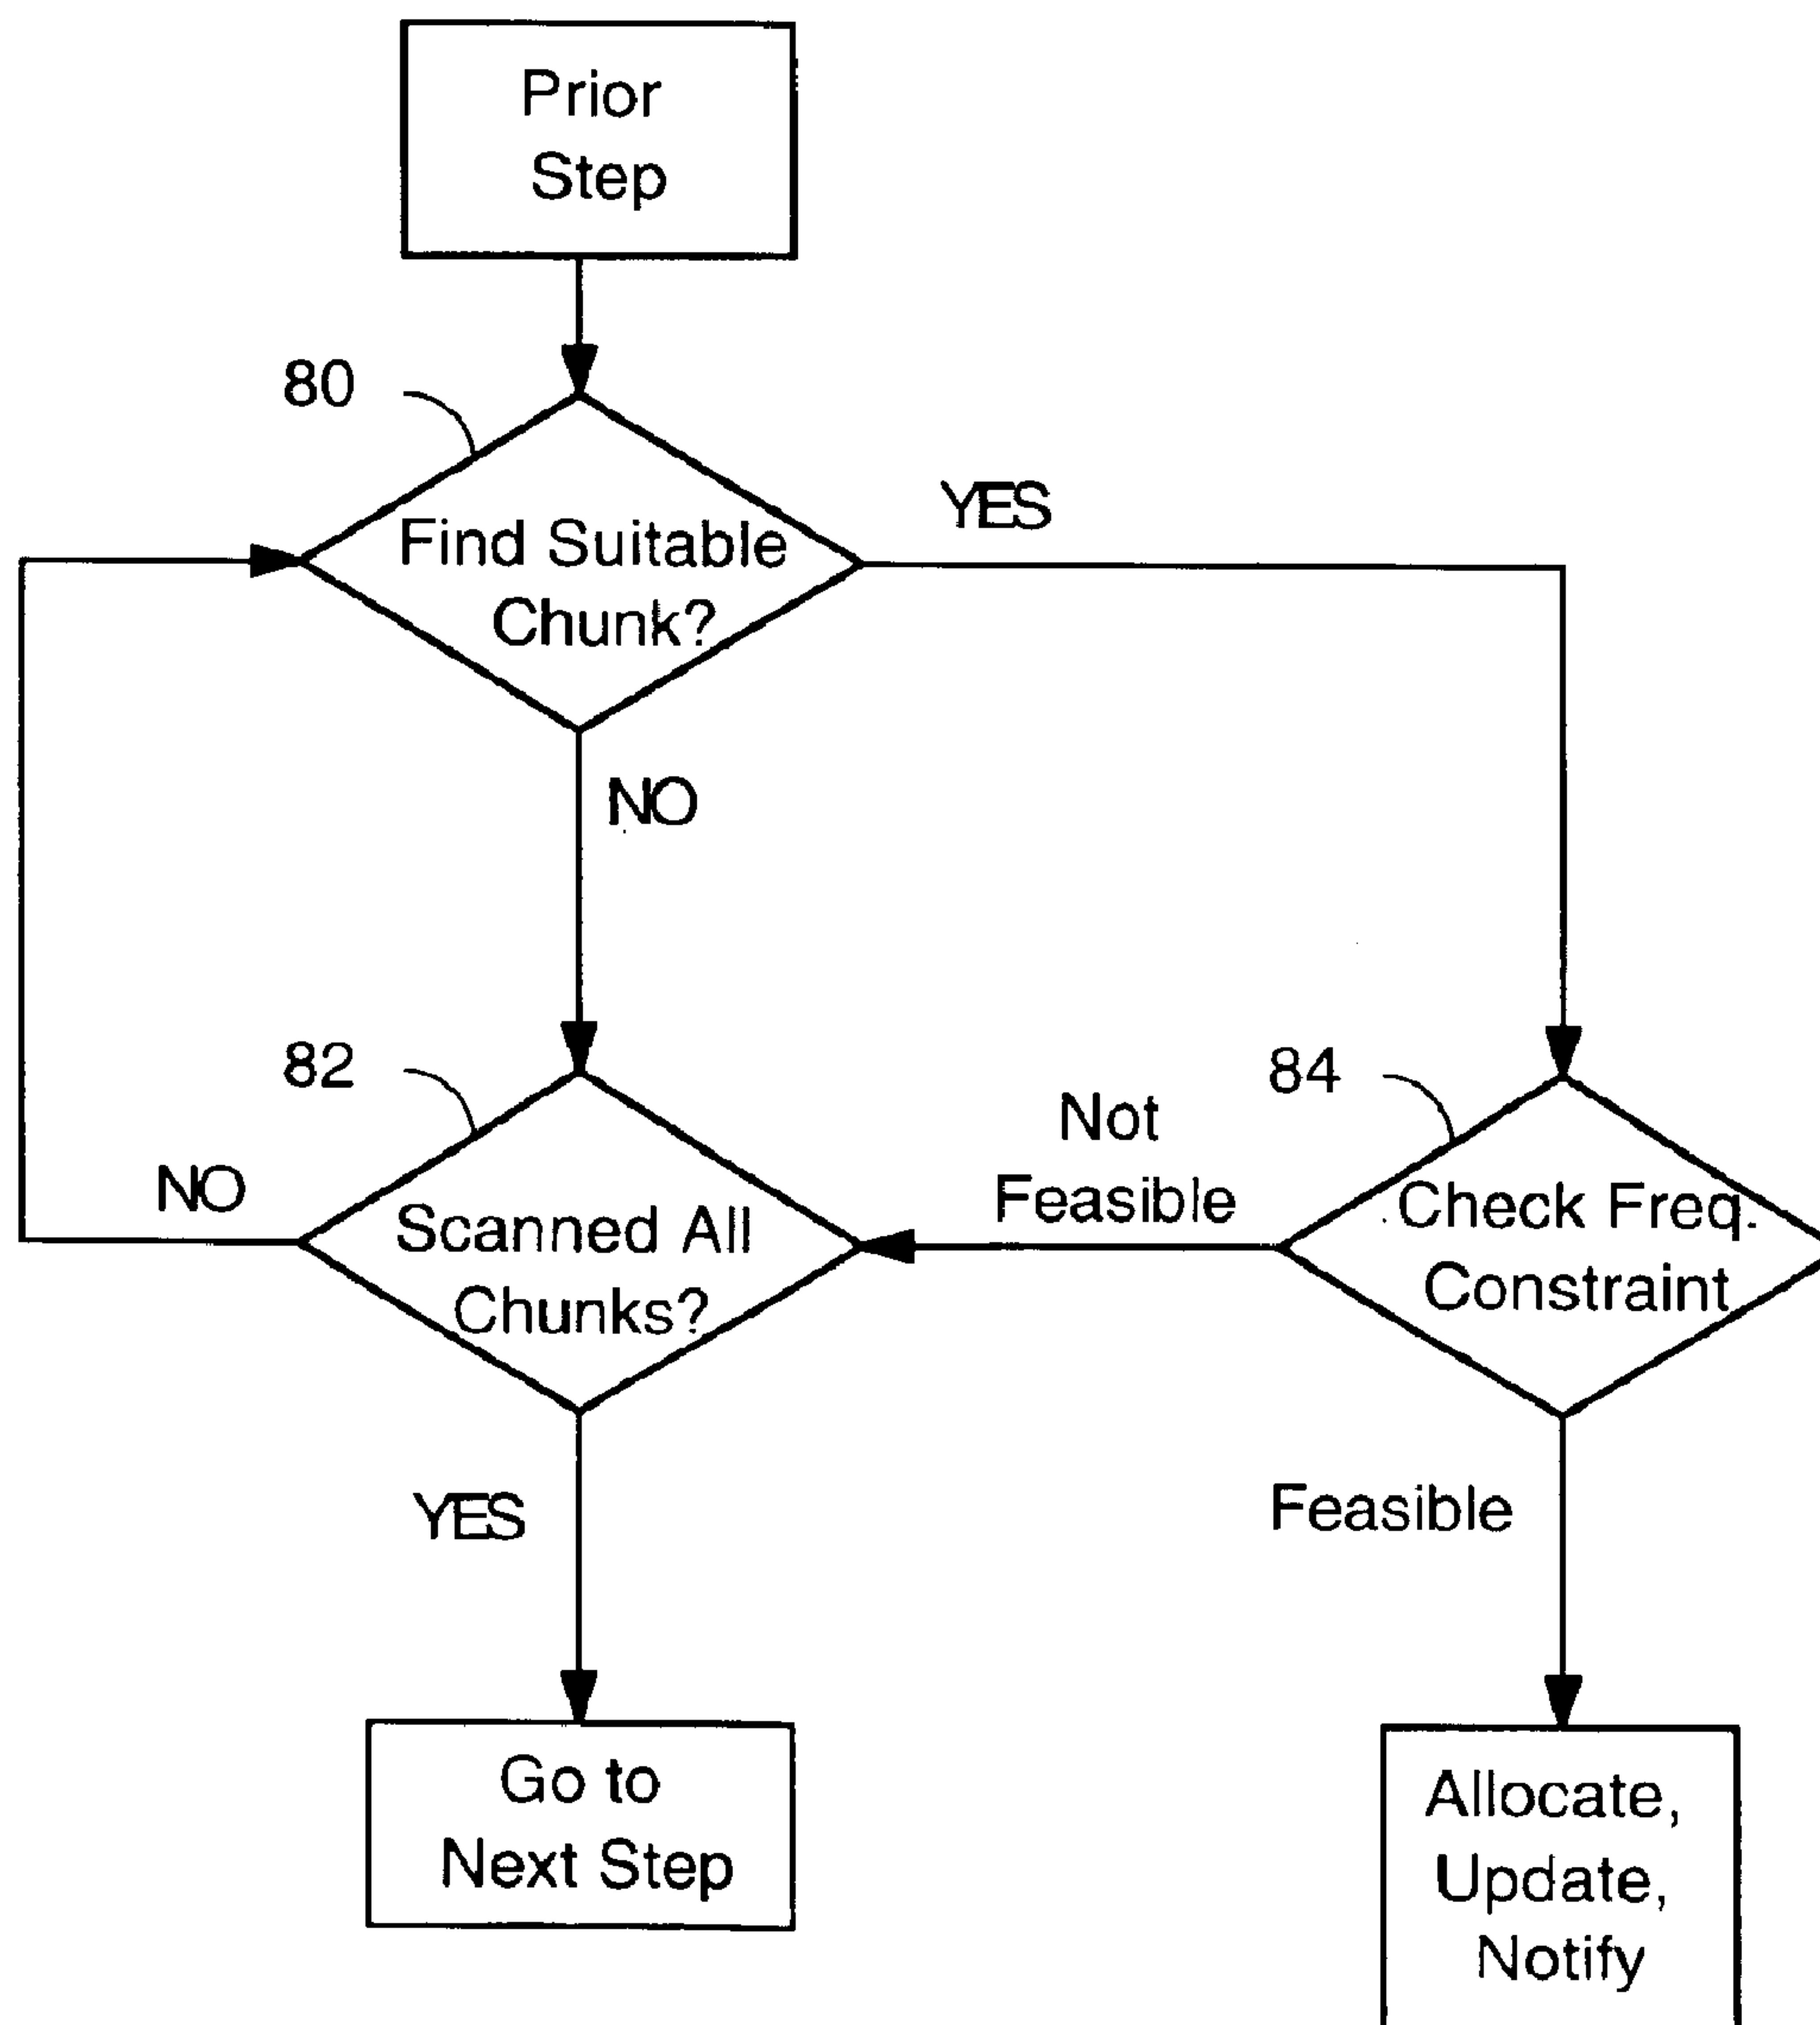 Prior
Step
80
YES
Find Suitable
Chunk?
NO
82
84
Not
Feasible
NO
Scanned All
Chunks?
Check Freq.
Constraint
YES
Feasible
Go to
Next Step
Allocate,
Update,
Notify